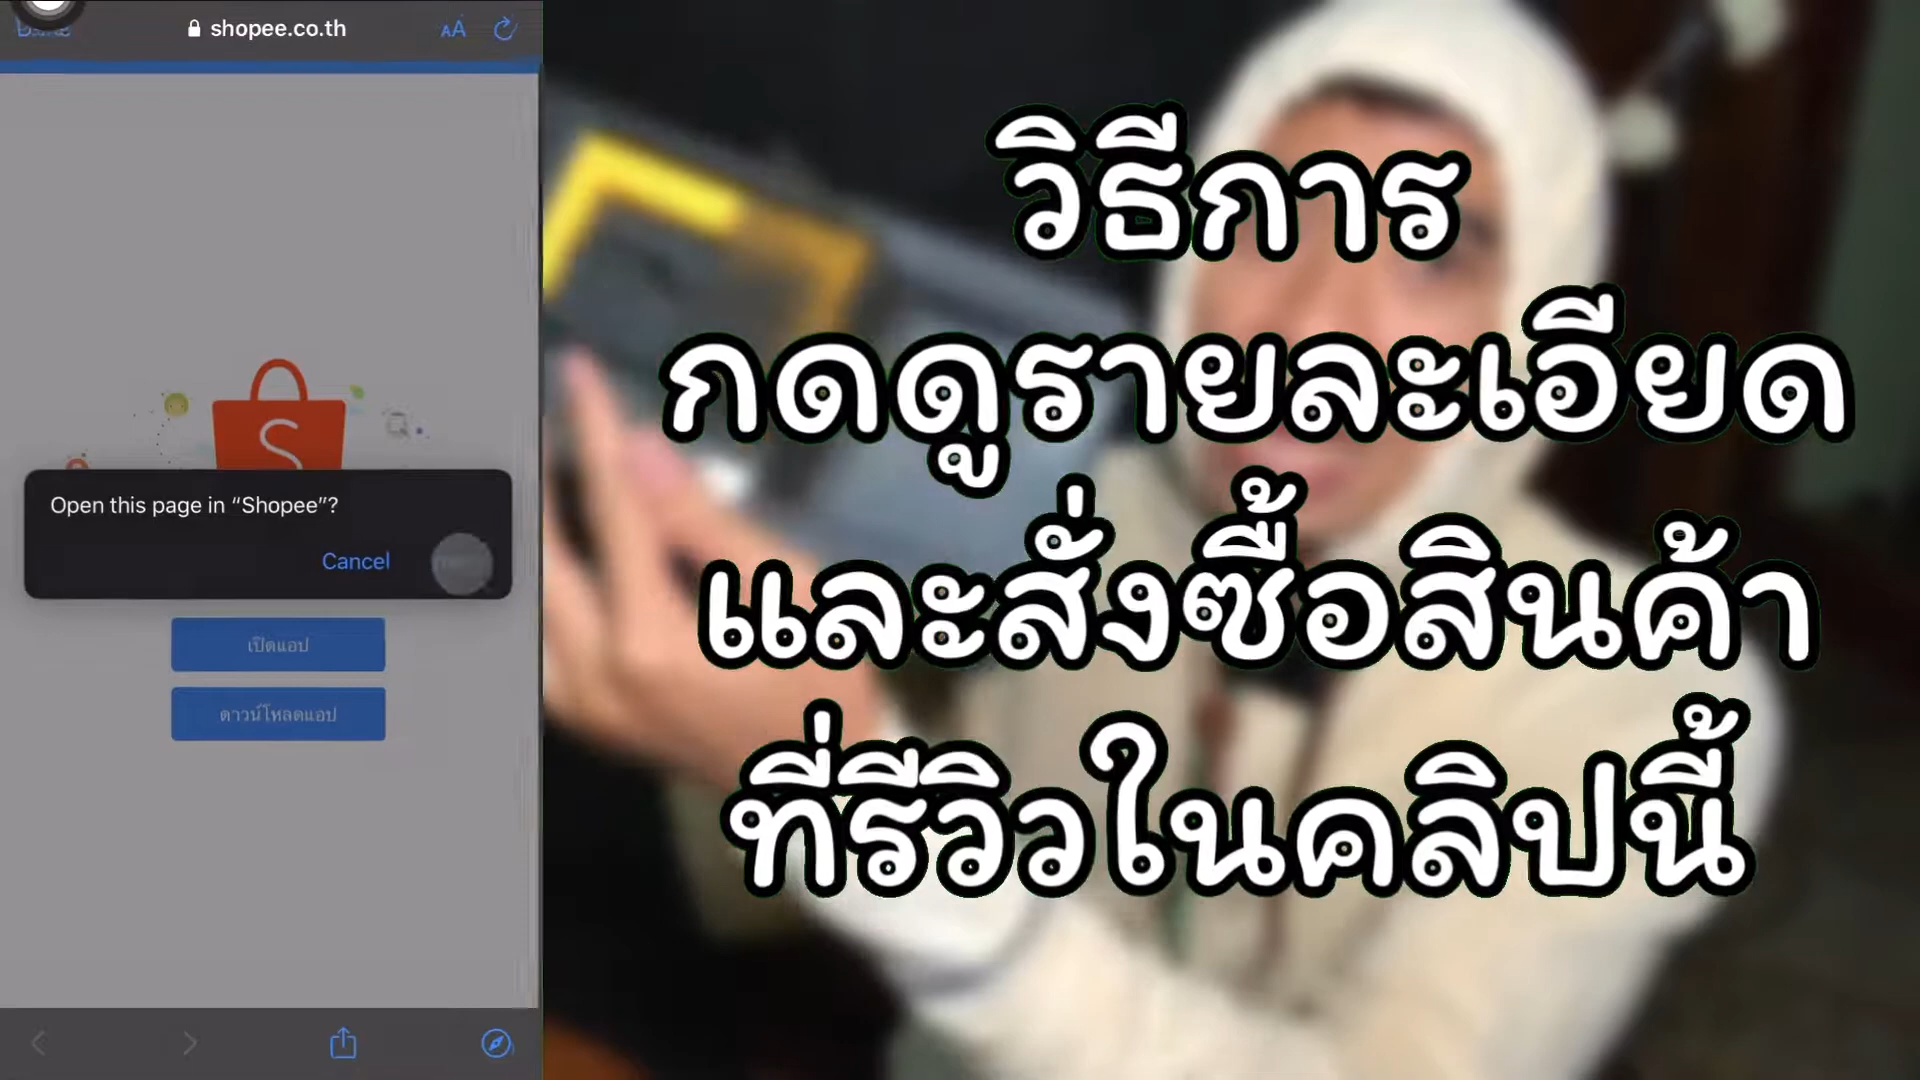 shopee.co.th
AA
Open this page in “Shopee”?
Cancel
เปิดแอป
ดาวน์โหลดแอป
วิธีการ
กดดูรายละเอียด
และสั่งซื้อสินค้า
ที่รีวิวในคลิปนี้